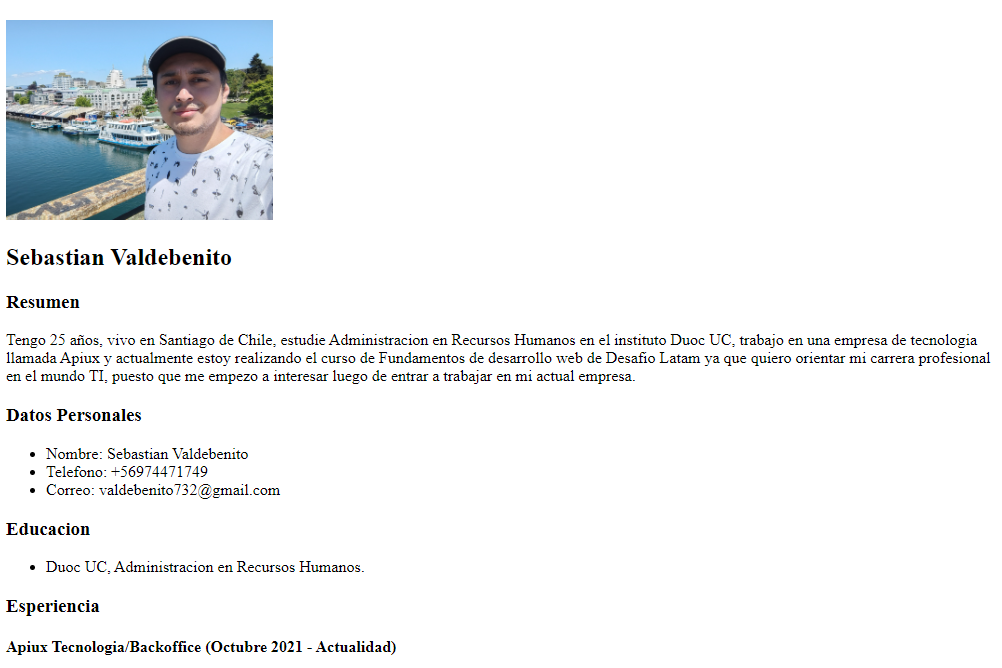 Sebastian Valdebenito
Resumen
Tengo 25 años, vivo en Santiago de Chile, estudie Administracion en Recursos Humanos en el instituto Duoc UC, trabajo en una empresa de tecnologia
llamada Apiux y actualmente estoy realizando el curso de Fundamentos de desarrollo web de Desafio Latam ya que quiero orientar mi carrera profesional
en el mundo TI, puesto que me empezo a interesar luego de entrar a trabajar en mi actual empresa.
Datos Personales
• Nombre: Sebastian Valdebenito
• Telefono: +56974471749
• Correo: valdebenito732@gmail.com
Educacion
• Duoc UC, Administracion en Recursos Humanos.
Esperiencia
Apiux Tecnologia/Backoffice (Octubre 2021 - Actualidad)